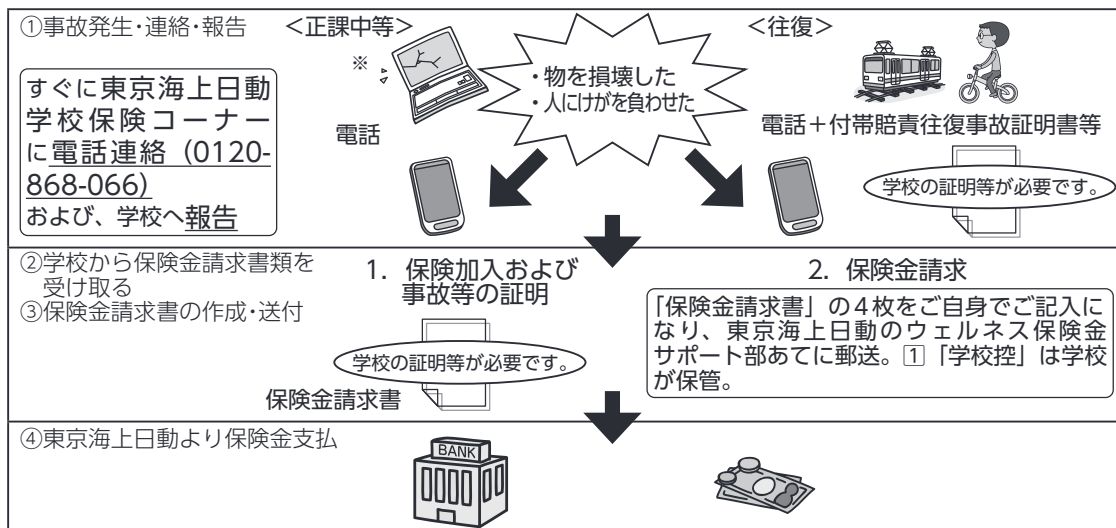 ①事故発生・連絡・報告
すぐに東京海上日動
学校保険コーナー
に電話連絡（0120-
868-066）
および、学校へ報告
＜正課中等＞
※
電話
・物を損壊した
・人にけがを負わせた
＜往復＞
電話＋付帯賠責往復事故証明書等
学校の証明等が必要です。
②学校から保険金請求書類を
受け取る
③保険金請求書の作成・送付
1．保険加入および
事故等の証明
学校の証明等が必要です。
保険金請求書
2．保険金請求
「保険金請求書」の4枚をご自身でご記入に
なり、東京海上日動のウェルネス保険金
サポート部あてに郵送。1「学校控」は学校
が保管。
④東京海上日動より保険金支払
BANK